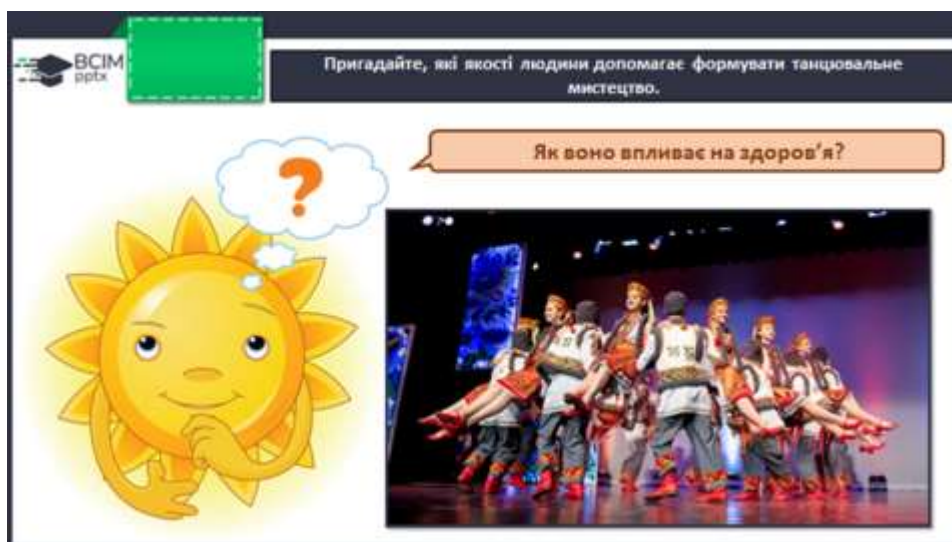 ВСІМ
pptx
Пригадайте, які якості людини допомагає формувати танцювальне
мистецтво.
Як воно впливає на здоров’я?
?